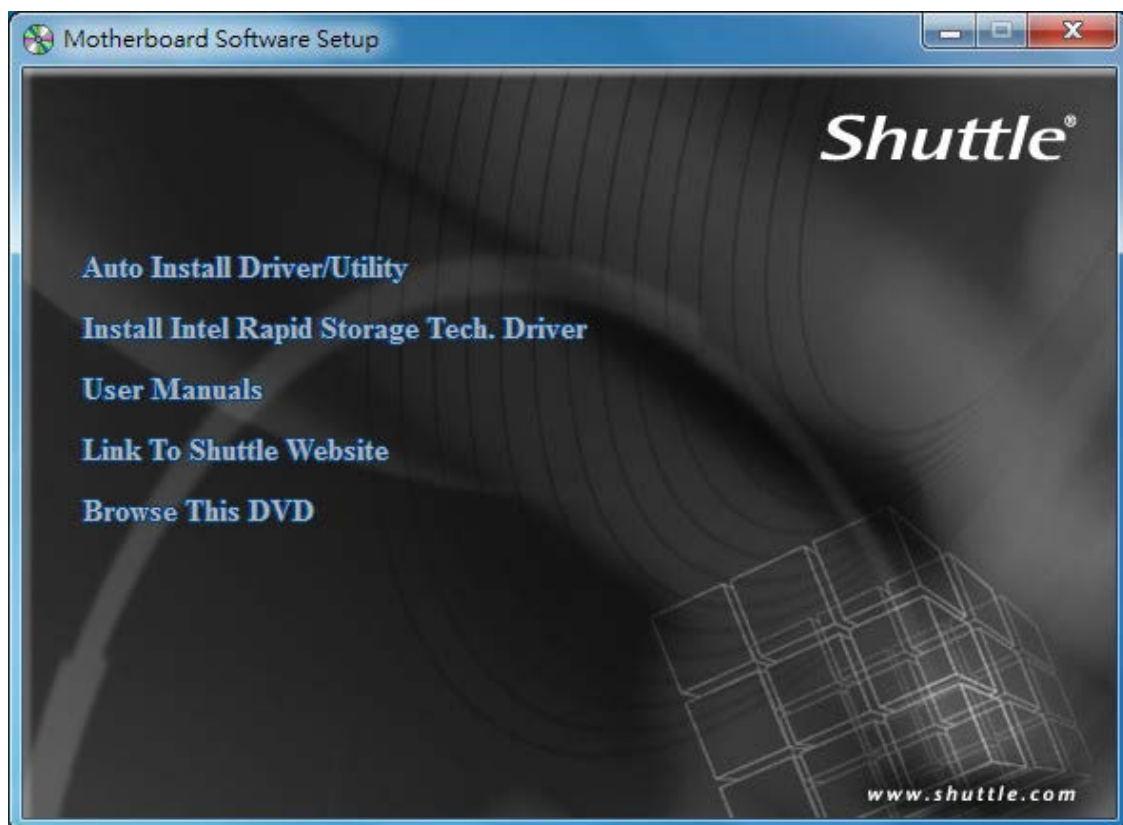 Motherboard Software Setup
Shuttle®
Auto Install Driver/Utility
Install Intel Rapid Storage Tech. Driver
User Manuals
Link To Shuttle Website
Browse This DVD
www.shuttle.com